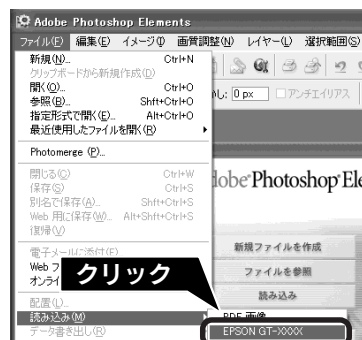 Adobe Photoshop Elements
ファイル(F) 編集(E) イメージ(I) 画質調整(N) レイヤー(L) 選択範囲(S)
新規(N)... Ctrl+N
クリップボードから新規作成(D)
開く(O)... Ctrl+O
参照(B)... Shft+Ctrl+O
指定形式で開く(E)... Alt+Ctrl+O
最近使用したファイルを開く(R)
ぼかし: 0 px アンチエイリアス
Photomerge (P)...
閉じる(C) Ctrl+W
保存(S) Ctrl+S
別名で保存(A)... Shft+Ctrl+S
Web 用に保存(W)... Alt+Shft+Ctrl+S
復帰(V)
Adobe Photoshop Ele
電子メールに添付(F)
Web フ
オンライ
クリック
新規ファイルを作成
ファイルを参照
読み込み
配置(L)...
読み込み(M)
データ書き出し(R)
PDF 画像
EPSON GT-XXXX